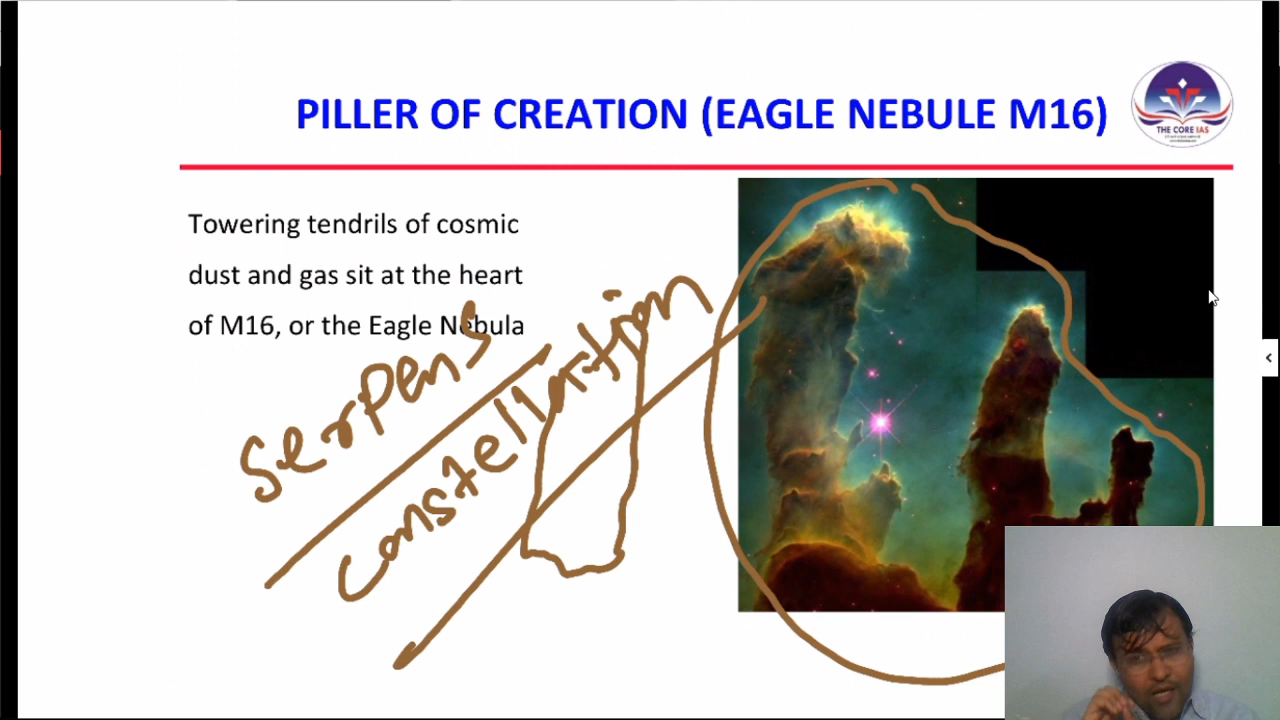 PILLER OF CREATION (EAGLE NEBULE M16)
THE CORE IAS
Towering tendrils of cosmic
dust and gas sit at the heart
of M16, or the Eagle Nebula
Serpens
constellation